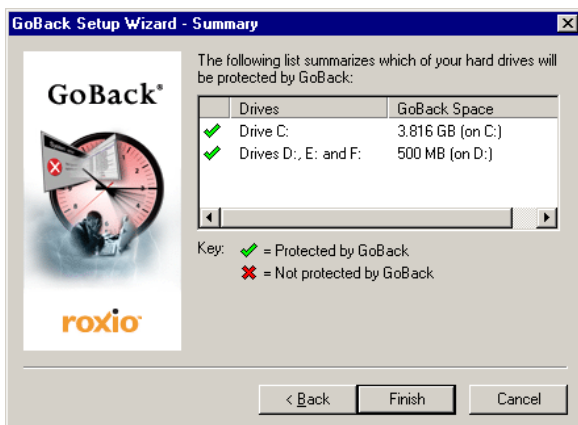 GoBack Setup Wizard - Summary
GoBack®
roxio
The following list summarizes which of your hard drives will
be protected by GoBack:
Drives GoBack Space
Drive C: 3.816 GB (on C:)
Drives D:, E: and F: 500 MB (on D:)
Key: = Protected by GoBack
= Not protected by GoBack
< Back Finish Cancel